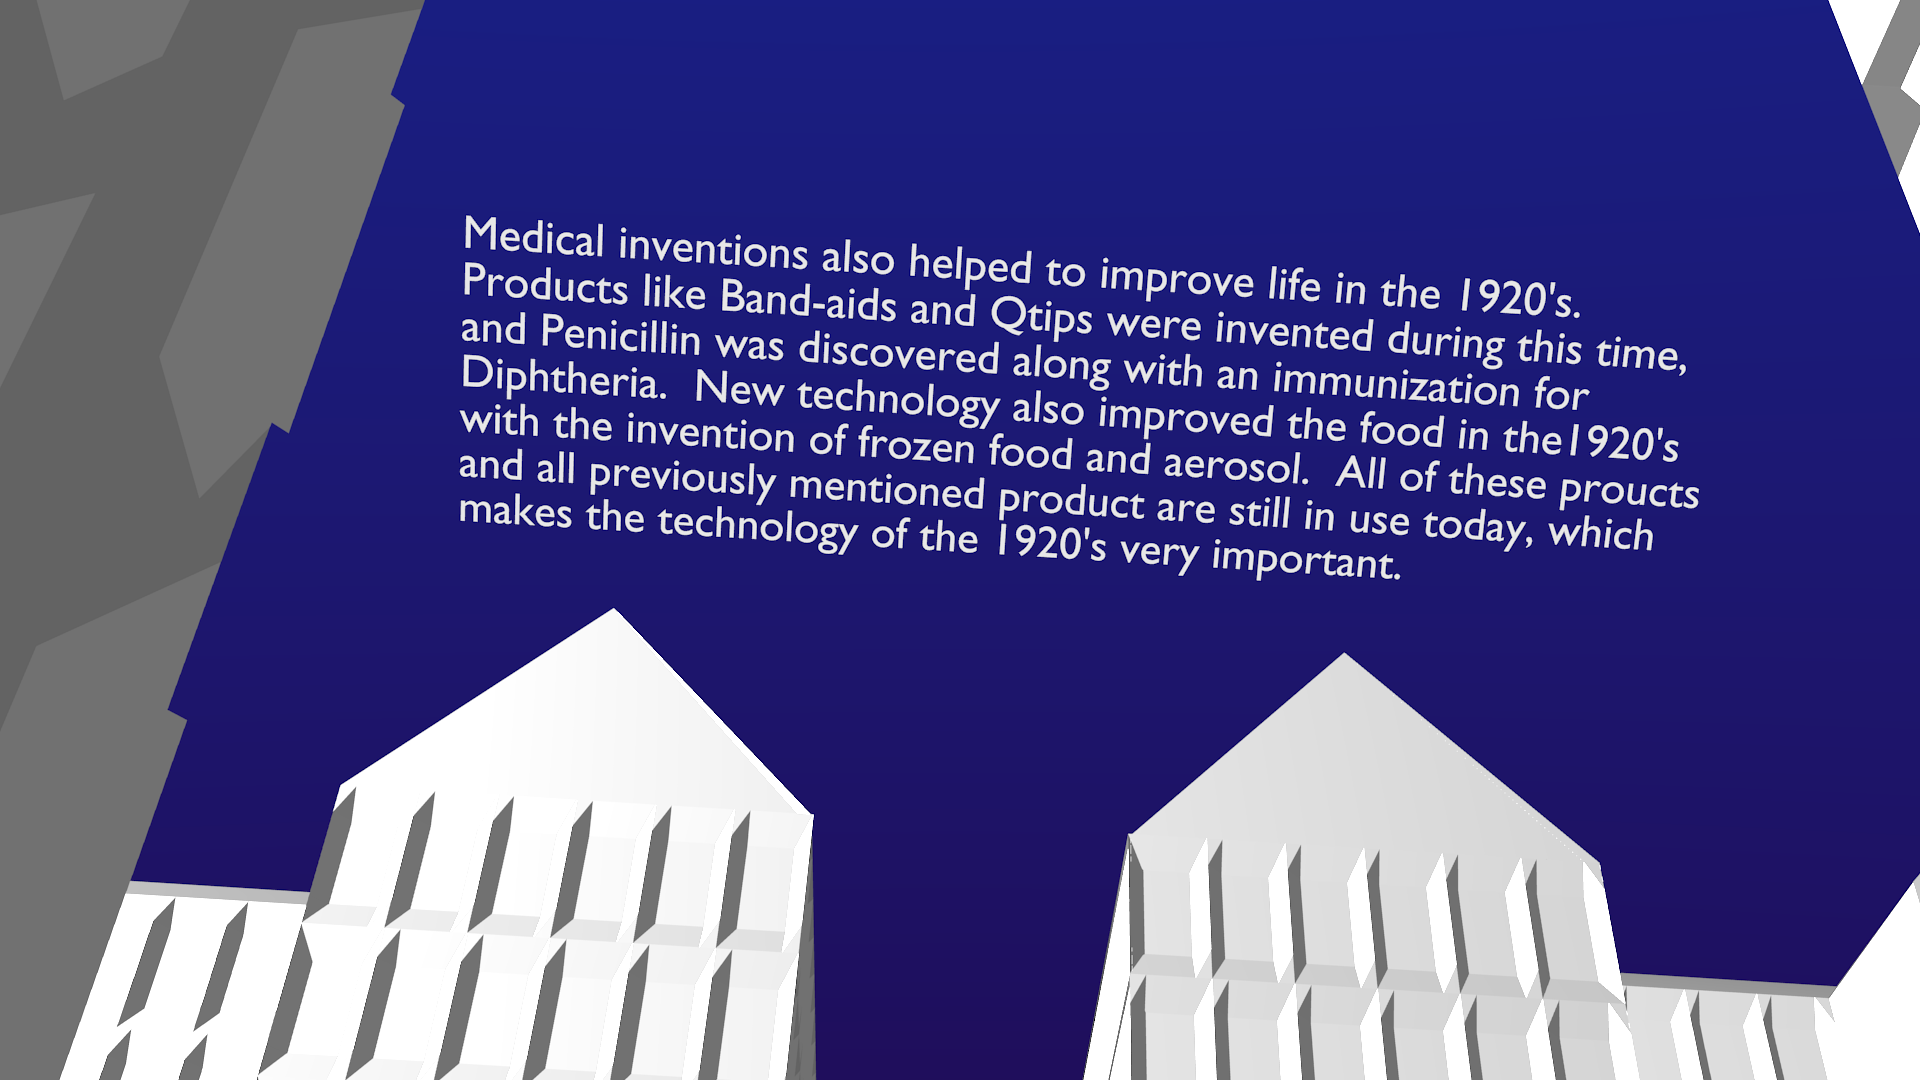 Medical inventions also helped to improve life in the 1920's.
Products like Band-aids and Qtips were invented during this time,
and Penicillin was discovered along with an immunization for
Diphtheria.  New technology also improved the food in the1920's
with the invention of frozen food and aerosol.  All of these proucts
and all previously mentioned product are still in use today, which
makes the technology of the 1920's very important.